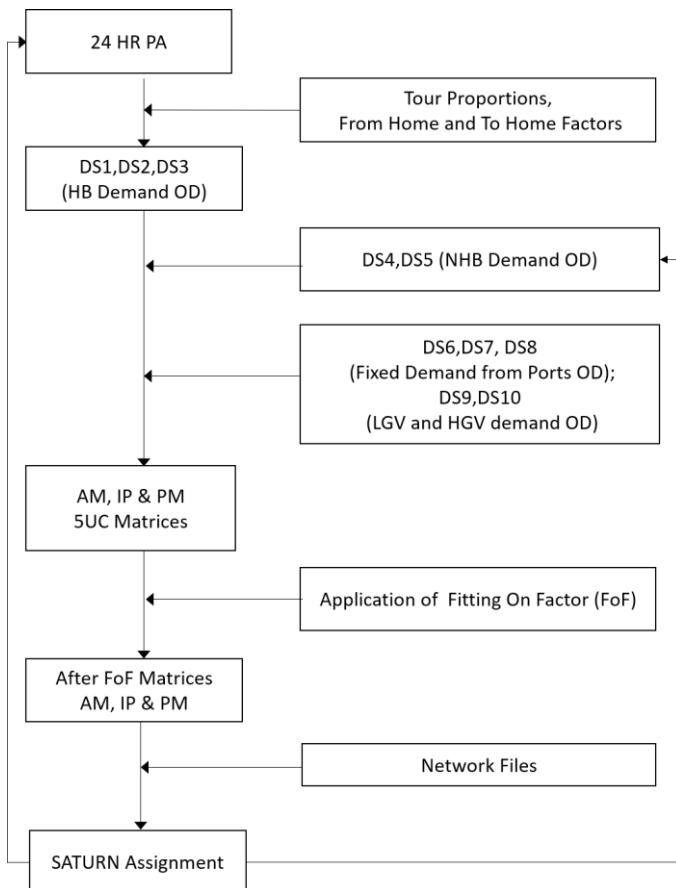 24 HR PA
Tour Proportions,
From Home and To Home Factors
DS1,DS2,DS3
(HB Demand OD)
DS4,DS5 (NHB Demand OD)
DS6,DS7, DS8
(Fixed Demand from Ports OD);
DS9,DS10
(LGV and HGV demand OD)
AM, IP & PM
5UC Matrices
Application of Fitting On Factor (FoF)
After FoF Matrices
AM, IP & PM
Network Files
SATURN Assignment